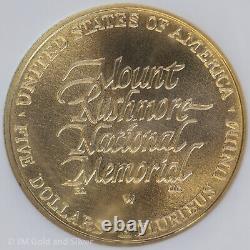 UNITED STATES OF AMERICA
Mount
Rushmore
National
Memorial
W
FIVE DOLLARS
E PLURIBUS UNUM
© JM Gold and Silver